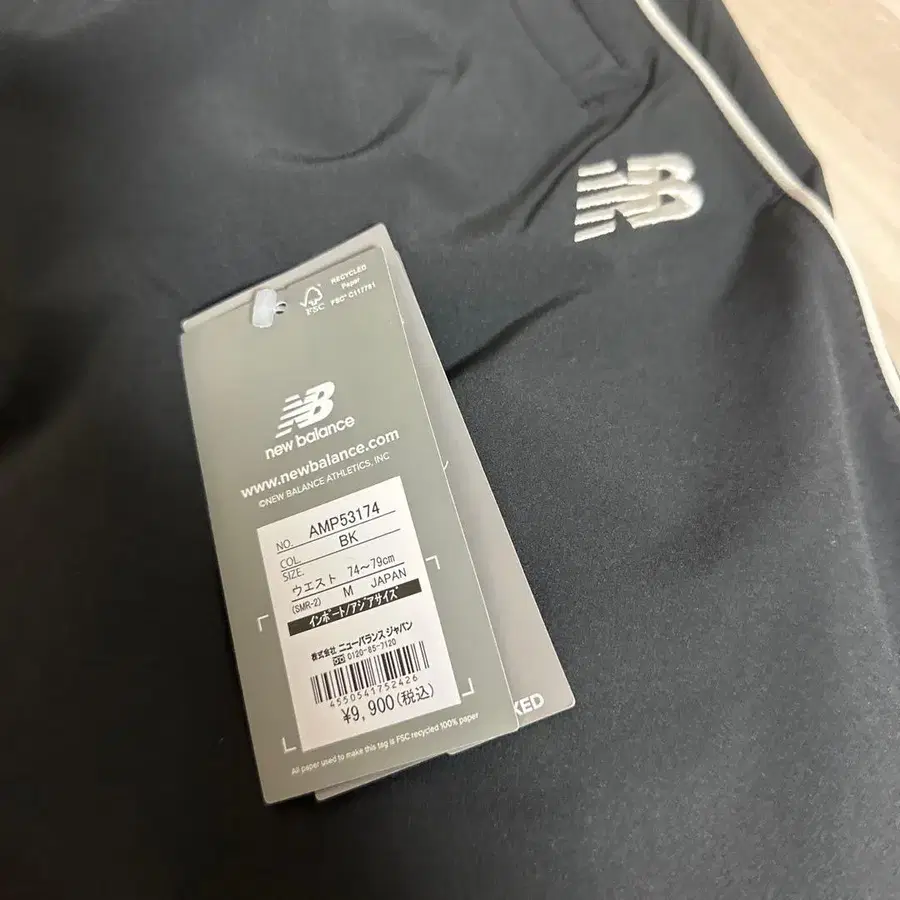 NB
RECYCLED
Paper
FSC® C117791
FSC
NB
new balance
www.newbalance.com
©NEW BALANCE ATHLETICS, INC
NO. AMP53174
COL. BK
SIZE.
ウエスト 74～79cm
(SMR-2) M JAPAN
インポート/アジアサイズ
株式会社 ニューバランス ジャパン
0120-85-7120
4550541752426
¥9,900(税込)
All paper used to make this tag is FSC recycled 100% paper
KED